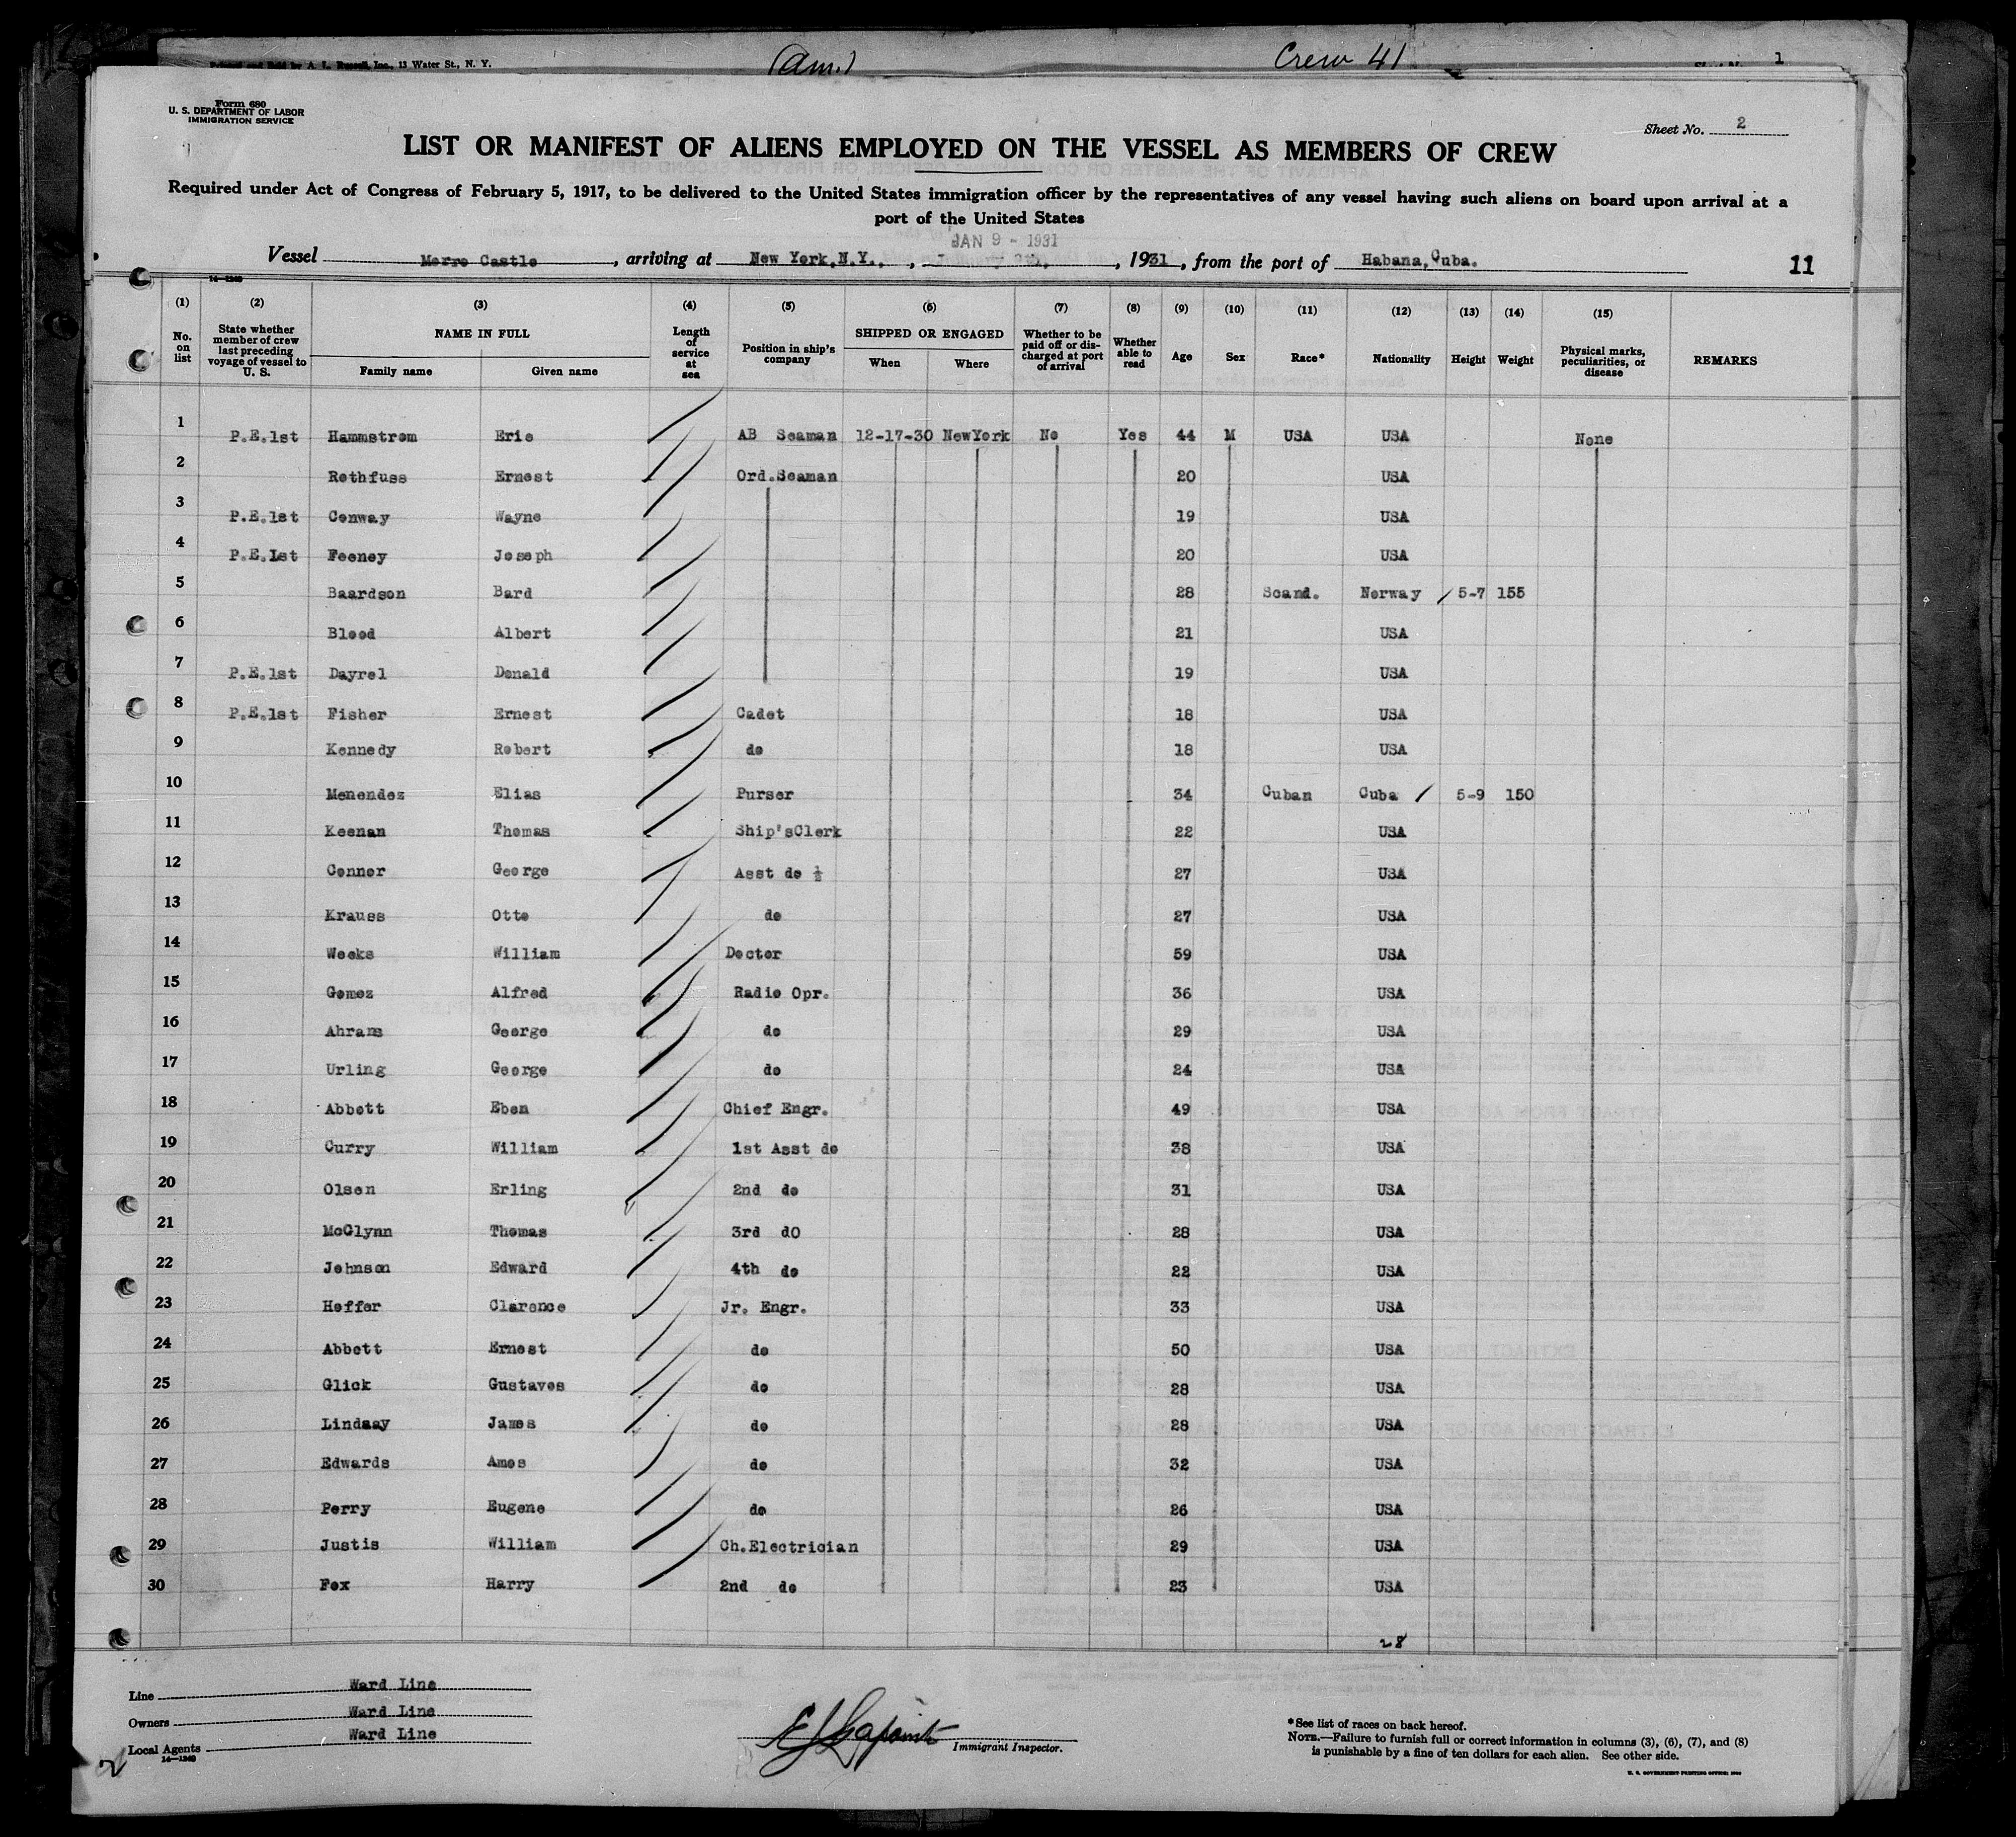 Printed and Sold by A. L. Russell, Inc., 13 Water St., N. Y.
(Am.)
Crew 41
1
Form 680
U. S. DEPARTMENT OF LABOR
IMMIGRATION SERVICE
Sheet No. 2
LIST OR MANIFEST OF ALIENS EMPLOYED ON THE VESSEL AS MEMBERS OF CREW
Required under Act of Congress of February 5, 1917, to be delivered to the United States immigration officer by the representatives of any vessel having such aliens on board upon arrival at a
port of the United States
JAN 9 - 1931
Vessel Morro Castle, arriving at New York,N.Y., , 1931, from the port of Habana,Cuba.
11
14-1240
(1) (2) (3) (4) (5) (6) (7) (8) (9) (10) (11) (12) (13) (14) (15)
No. on list
State whether member of crew last preceding voyage of vessel to U. S.
NAME IN FULL
Family name Given name
Length of service at sea
Position in ship's company
SHIPPED OR ENGAGED
When Where
Whether to be paid off or discharged at port of arrival
Whether able to read
Age Sex Race* Nationality Height Weight
Physical marks, peculiarities, or disease
REMARKS
1 P.E.1st Hammstrom Eric AB Seaman 12-17-30 NewYork No Yes 44 M USA USA None
2 Rothfuss Ernest Ord.Seaman 20 USA
3 P.E.1st Conway Wayne 19 USA
4 P.E.1st Feeney Joseph 20 USA
5 Baardson Bard 28 Scand. Norway / 5-7 155
6 Blood Albert 21 USA
7 P.E.1st Dayrel Donald 19 USA
8 P.E.1st Fisher Ernest Cadet 18 USA
9 Kennedy Robert do 18 USA
10 Menendez Elias Purser 34 Cuban Cuba / 5-9 150
11 Keenan Thomas Ship'sClerk 22 USA
12 Connor George Asst do ½ 27 USA
13 Krauss Otto do 27 USA
14 Weeks William Doctor 59 USA
15 Gomez Alfred Radio Opr. 36 USA
16 Ahrans George do 29 USA
17 Urling George do 24 USA
18 Abbott Eben Chief Engr. 49 USA
19 Curry William 1st Asst do 38 USA
20 Olsen Erling 2nd do 31 USA
21 McGlynn Thomas 3rd dO 28 USA
22 Johnson Edward 4th do 22 USA
23 Hoffer Clarence Jr. Engr. 33 USA
24 Abbott Ernest do 50 USA
25 Glick Gustaves do 28 USA
26 Lindsay James do 28 USA
27 Edwards Amos do 32 USA
28 Perry Eugene do 26 USA
29 Justis William Ch.Electrician 29 USA
30 Fox Harry 2nd do 23 USA
28
Line Ward Line
Owners Ward Line
Local Agents Ward Line
14-1240
2
Immigrant Inspector.
*See list of races on back hereof.
NOTE.—Failure to furnish full or correct information in columns (3), (6), (7), and (8)
is punishable by a fine of ten dollars for each alien. See other side.